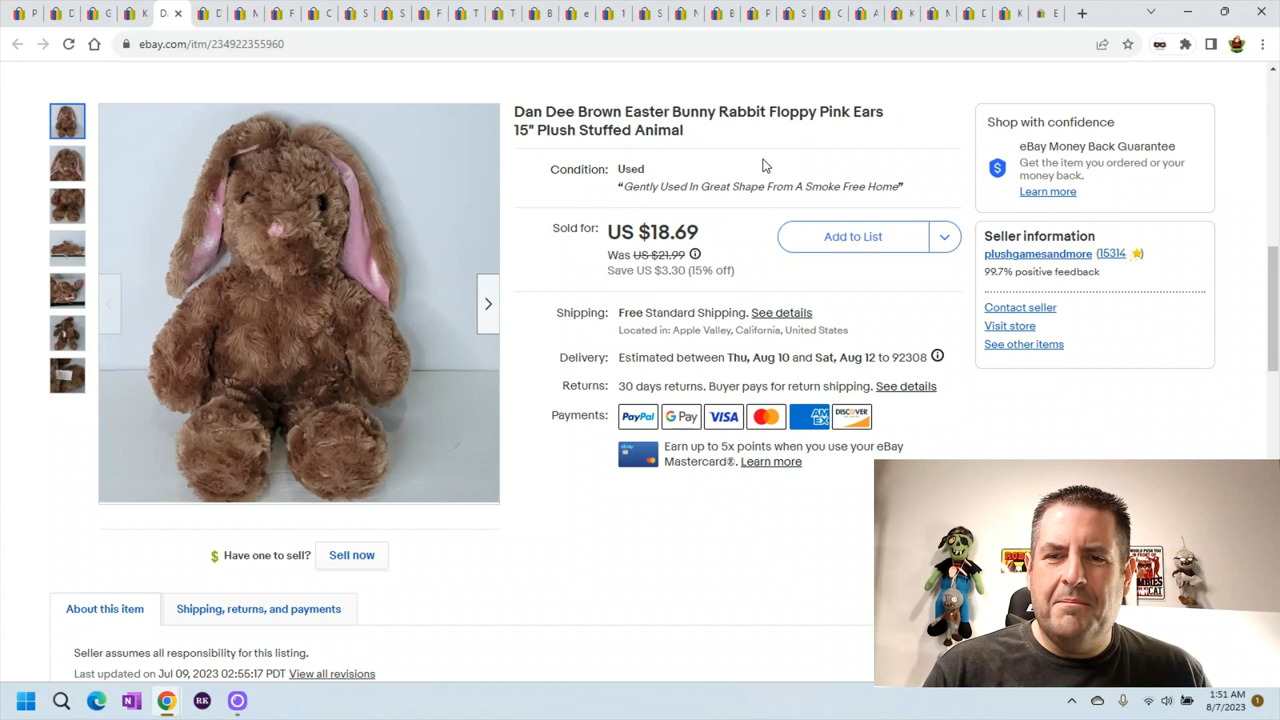 ebay.com/itm/234922355960
Dan Dee Brown Easter Bunny Rabbit Floppy Pink Ears
15" Plush Stuffed Animal
Condition: Used
“Gently Used In Great Shape From A Smoke Free Home”
Sold for: US $18.69
Add to List
Was US $21.99
Save US $3.30 (15% off)
Shipping: Free Standard Shipping. See details
Located in: Apple Valley, California, United States
Delivery: Estimated between Thu, Aug 10 and Sat, Aug 12 to 92308
Returns: 30 days returns. Buyer pays for return shipping. See details
Payments: PayPal G Pay VISA DISCOVER
Earn up to 5x points when you use your eBay
Mastercard®. Learn more
Shop with confidence
eBay Money Back Guarantee
Get the item you ordered or your
money back.
Learn more
Seller information
plushgamesandmore (15314)
99.7% positive feedback
Contact seller
Visit store
See other items
$ Have one to sell? Sell now
About this item
Shipping, returns, and payments
Seller assumes all responsibility for this listing.
Last updated on Jul 09, 2023 02:55:17 PDT View all revisions
RK
1:51 AM
8/7/2023